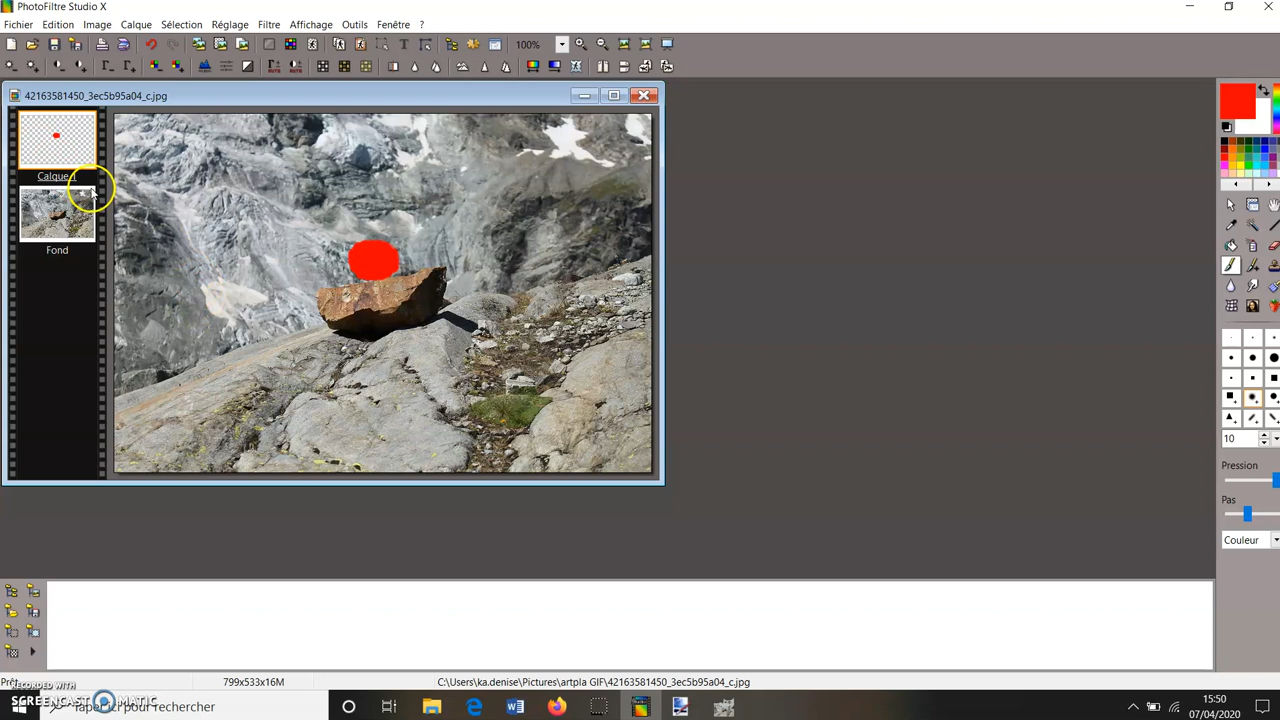 PhotoFiltre Studio X
Fichier Edition Image Calque Sélection Réglage Filtre Affichage Outils Fenêtre ?
100%
42163581450_3ec5b95a04_c.jpg
Calque
Fond
10
Pression
Pas
Couleur
799x533x16M
C:\Users\ka.denise\Pictures\artpla GIF\42163581450_3ec5b95a04_c.jpg
RECORDED WITH
SCREENCAST MATIC
pour rechercher
15:50
07/04/2020